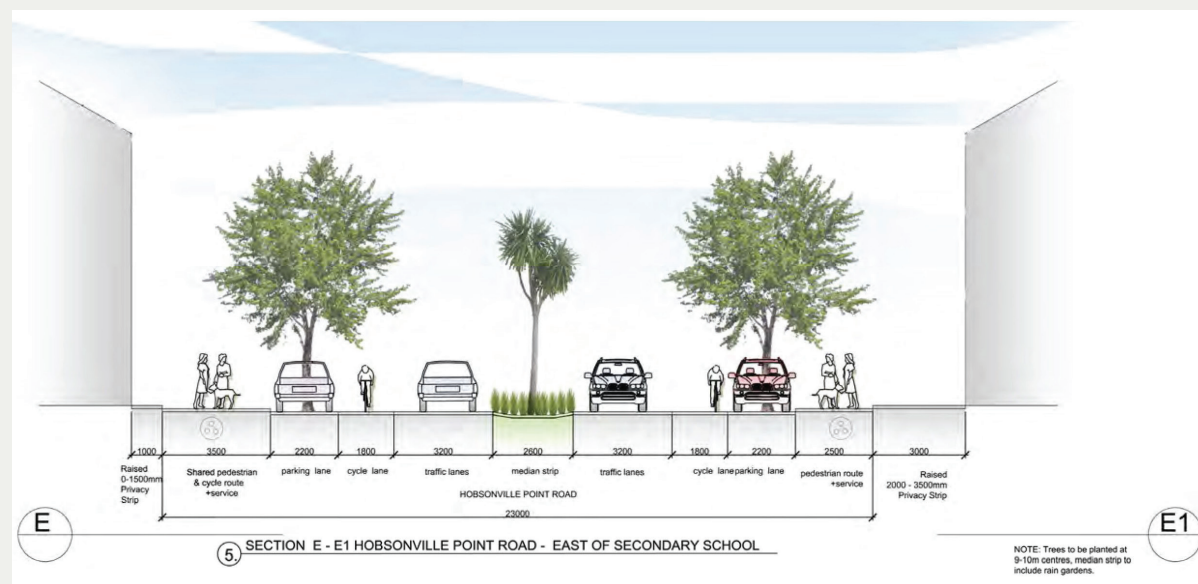 1000 3500 2200 1800 3200 2600 3200 1800 2200 2500 3000
Raised
0-1500mm
Privacy
Strip
Shared pedestrian
& cycle route
+service
parking lane
cycle lane
traffic lanes
median strip
traffic lanes
cycle lane
parking lane
pedestrian route
+service
Raised
2000 - 3500mm
Privacy Strip
HOBSONVILLE POINT ROAD
23000
E
E1
5. SECTION E - E1 HOBSONVILLE POINT ROAD - EAST OF SECONDARY SCHOOL
NOTE: Trees to be planted at
9-10m centres, median strip to
include rain gardens.